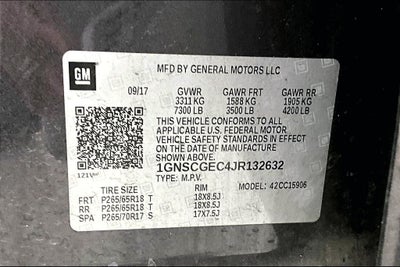 GM
MFD BY GENERAL MOTORS LLC
09/17 GVWR GAWR FRT GAWR RR.
3311 KG 1588 KG 1905 KG
7300 LB 3500 LB 4200 LB
THIS VEHICLE CONFORMS TO ALL
APPLICABLE U.S. FEDERAL MOTOR
VEHICLE SAFETY STANDARDS IN EFFECT
ON THE DATE OF MANUFACTURE
SHOWN ABOVE.
1GNSCGEC4JR132632
121V TYPE: M.P.V. MODEL: 42CC15906
TIRE SIZE RIM
FRT P265/65R18 T 18X8.5J
RR P265/65R18 T 18X8.5J
SPA P265/70R17 S 17X7.5J